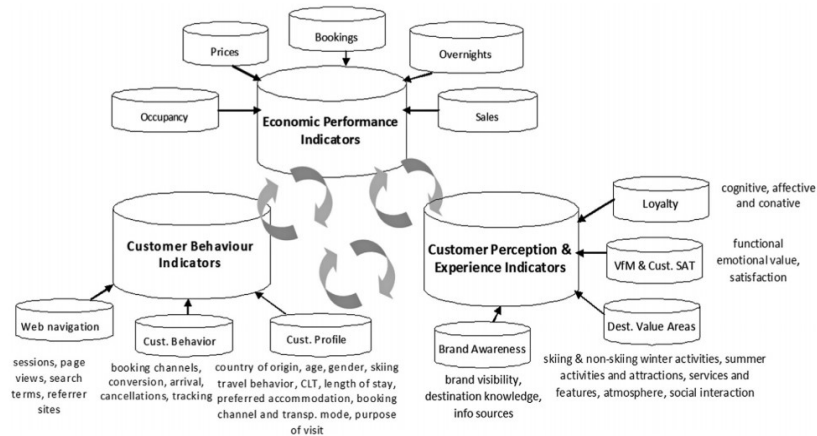 Bookings
Prices
Overnights
Occupancy
Economic Performance
Indicators
Sales
Customer Behaviour
Indicators
Customer Perception &
Experience Indicators
Loyalty
cognitive, affective
and conative
VfM & Cust. SAT
functional
emotional value,
satisfaction
Web navigation
Cust. Behavior
Cust. Profile
Brand Awareness
Dest. Value Areas
sessions, page
views, search
terms, referrer
sites
booking channels,
conversion, arrival,
cancellations, tracking
country of origin, age, gender, skiing
travel behavior, CLT, length of stay,
preferred accommodation, booking
channel and transp. mode, purpose
of visit
brand visibility,
destination knowledge,
info sources
skiing & non-skiing winter activities, summer
activities and attractions, services and
features, atmosphere, social interaction